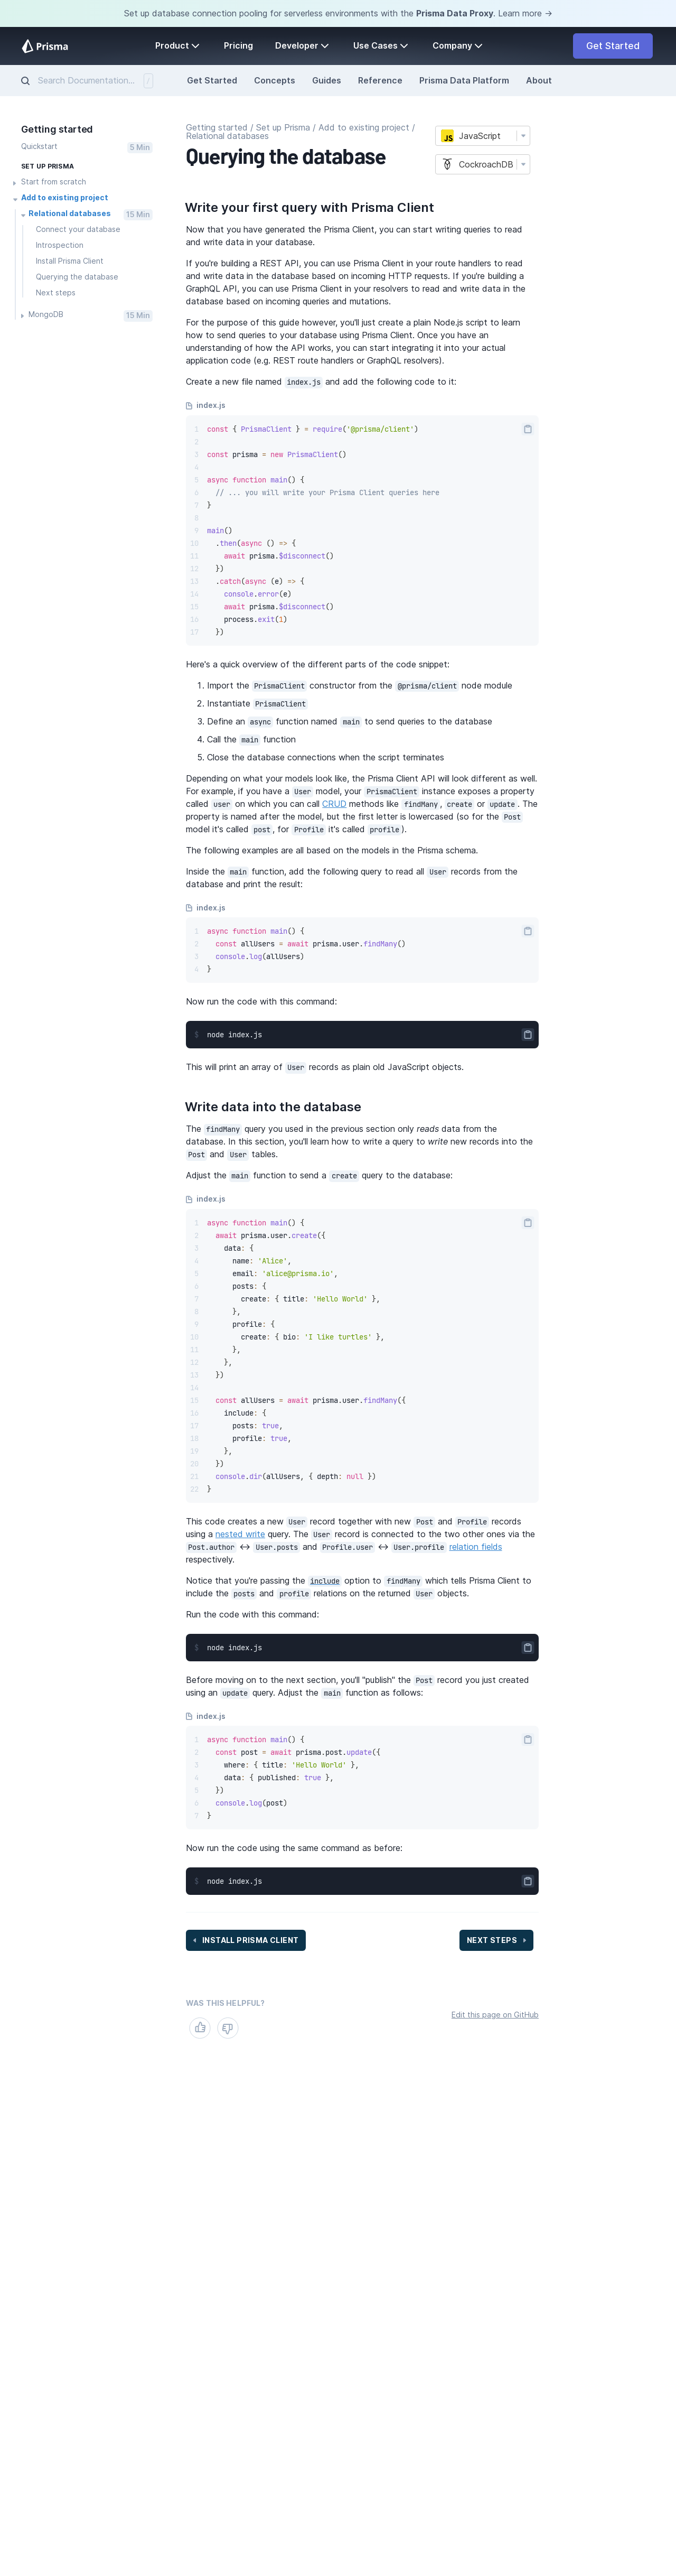 Set up database connection pooling for serverless environments with the Prisma Data Proxy. Learn more →
Prisma
Product
Pricing
Developer
Use Cases
Company
Get Started
Search Documentation...
/
Get Started
Concepts
Guides
Reference
Prisma Data Platform
About
Getting started
Quickstart
5 Min
SET UP PRISMA
Start from scratch
Add to existing project
Relational databases
15 Min
Connect your database
Introspection
Install Prisma Client
Querying the database
Next steps
MongoDB
15 Min
Getting started / Set up Prisma / Add to existing project /
Relational databases
Querying the database
JS JavaScript
CockroachDB
Write your first query with Prisma Client
Now that you have generated the Prisma Client, you can start writing queries to read
and write data in your database.
If you're building a REST API, you can use Prisma Client in your route handlers to read
and write data in the database based on incoming HTTP requests. If you're building a
GraphQL API, you can use Prisma Client in your resolvers to read and write data in the
database based on incoming queries and mutations.
For the purpose of this guide however, you'll just create a plain Node.js script to learn
how to send queries to your database using Prisma Client. Once you have an
understanding of how the API works, you can start integrating it into your actual
application code (e.g. REST route handlers or GraphQL resolvers).
Create a new file named index.js and add the following code to it:
index.js
1 const { PrismaClient } = require('@prisma/client')
2
3 const prisma = new PrismaClient()
4
5 async function main() {
6 // ... you will write your Prisma Client queries here
7 }
8
9 main()
10 .then(async () => {
11 await prisma.$disconnect()
12 })
13 .catch(async (e) => {
14 console.error(e)
15 await prisma.$disconnect()
16 process.exit(1)
17 })
Here's a quick overview of the different parts of the code snippet:
1. Import the PrismaClient constructor from the @prisma/client node module
2. Instantiate PrismaClient
3. Define an async function named main to send queries to the database
4. Call the main function
5. Close the database connections when the script terminates
Depending on what your models look like, the Prisma Client API will look different as well.
For example, if you have a User model, your PrismaClient instance exposes a property
called user on which you can call CRUD methods like findMany, create or update. The
property is named after the model, but the first letter is lowercased (so for the Post
model it's called post, for Profile it's called profile).
The following examples are all based on the models in the Prisma schema.
Inside the main function, add the following query to read all User records from the
database and print the result:
index.js
1 async function main() {
2 const allUsers = await prisma.user.findMany()
3 console.log(allUsers)
4 }
Now run the code with this command:
$ node index.js
This will print an array of User records as plain old JavaScript objects.
Write data into the database
The findMany query you used in the previous section only reads data from the
database. In this section, you'll learn how to write a query to write new records into the
Post and User tables.
Adjust the main function to send a create query to the database:
index.js
1 async function main() {
2 await prisma.user.create({
3 data: {
4 name: 'Alice',
5 email: 'alice@prisma.io',
6 posts: {
7 create: { title: 'Hello World' },
8 },
9 profile: {
10 create: { bio: 'I like turtles' },
11 },
12 },
13 })
14
15 const allUsers = await prisma.user.findMany({
16 include: {
17 posts: true,
18 profile: true,
19 },
20 })
21 console.dir(allUsers, { depth: null })
22 }
This code creates a new User record together with new Post and Profile records
using a nested write query. The User record is connected to the two other ones via the
Post.author ↔ User.posts and Profile.user ↔ User.profile relation fields
respectively.
Notice that you're passing the include option to findMany which tells Prisma Client to
include the posts and profile relations on the returned User objects.
Run the code with this command:
$ node index.js
Before moving on to the next section, you'll "publish" the Post record you just created
using an update query. Adjust the main function as follows:
index.js
1 async function main() {
2 const post = await prisma.post.update({
3 where: { title: 'Hello World' },
4 data: { published: true },
5 })
6 console.log(post)
7 }
Now run the code using the same command as before:
$ node index.js
INSTALL PRISMA CLIENT
NEXT STEPS
WAS THIS HELPFUL?
Edit this page on GitHub